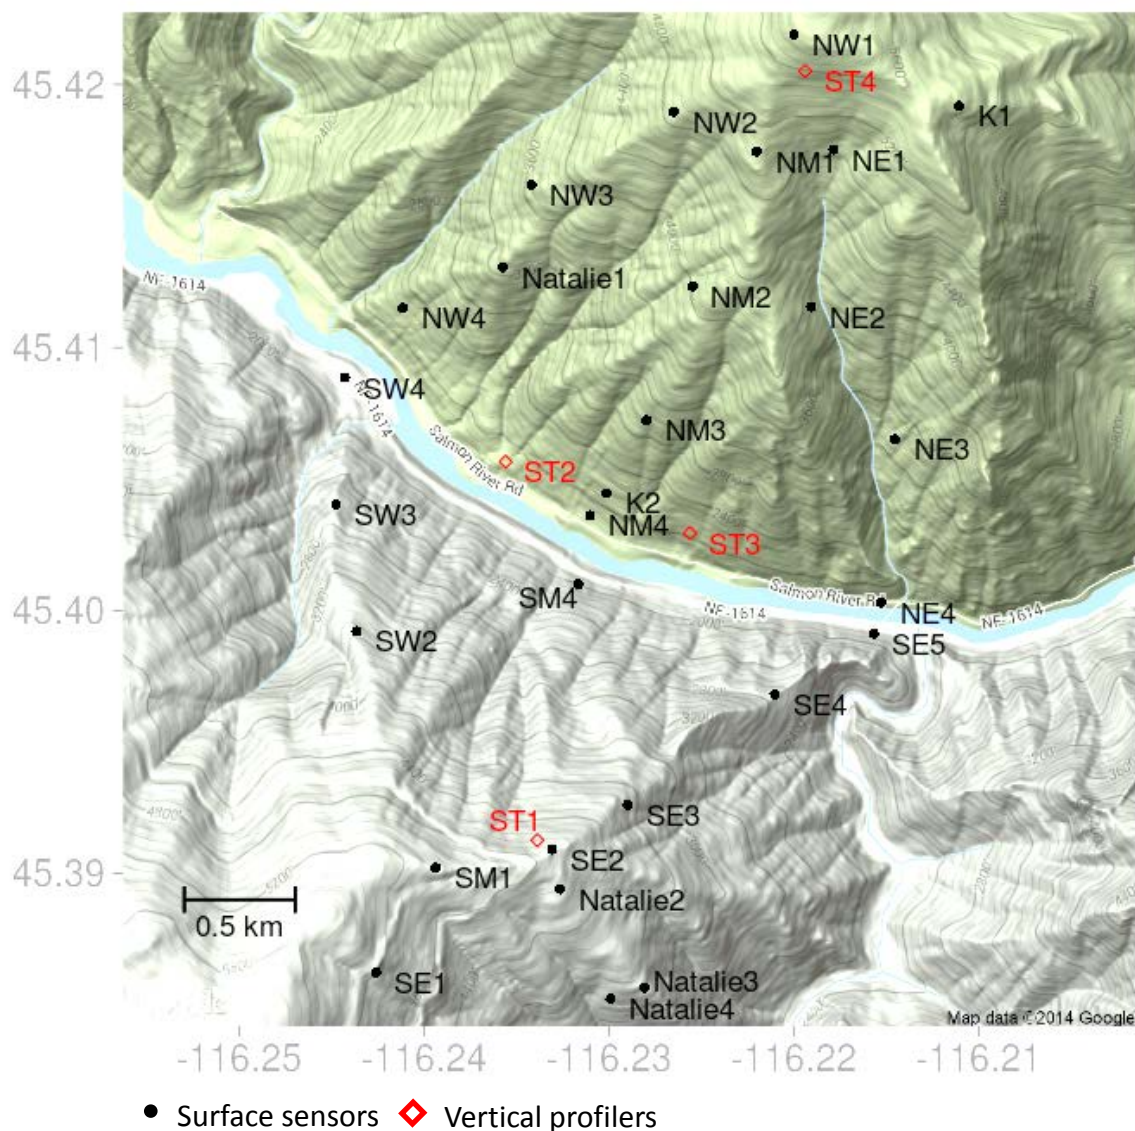 NW1
45.42
ST4
NW2
K1
NM1
NE1
NW3
Natalie1
NF-1614
NM2
NW4
NE2
45.41
SW4
NF-1614
NM3
Salmon River Rd
NE3
ST2
K2
SW3
NM4
ST3
SM4
Salmon River Rd
45.40
NF-1614
NE4
NF-1614
SW2
SE5
SE4
SE3
ST1
SE2
45.39
SM1
Natalie2
0.5 km
SE1
Natalie3
Natalie4
Map data ©2014 Google
-116.25 -116.24 -116.23 -116.22 -116.21
Surface sensors Vertical profilers